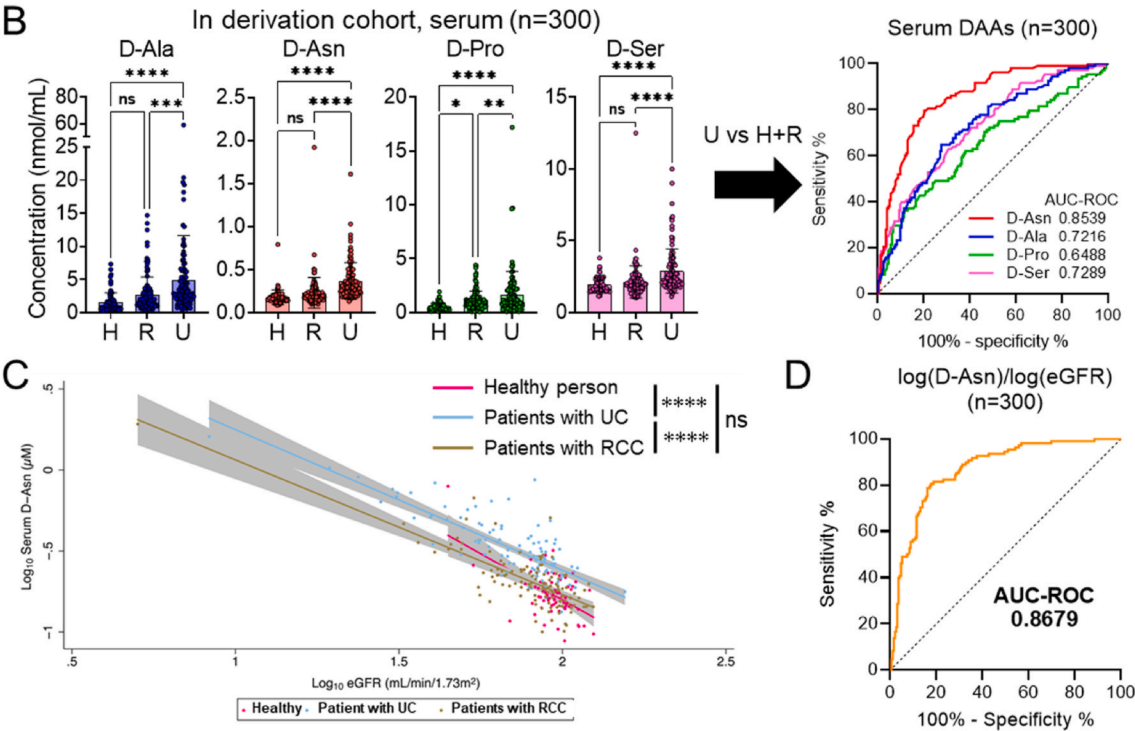 B
In derivation cohort, serum (n=300)
D-Ala
D-Asn
D-Pro
D-Ser
Concentration (nmol/mL)
****
ns
***
80
60
25
20
15
10
5
0
H R U
****
ns
****
2.5
2.0
1.5
1.0
0.5
0.0
H R U
****
*
**
20
15
10
5
0
H R U
****
ns
****
15
10
5
0
H R U
U vs H+R
Serum DAAs (n=300)
Sensitivity %
100
80
60
40
20
0
AUC-ROC
D-Asn 0.8539
D-Ala 0.7216
D-Pro 0.6488
D-Ser 0.7289
0 20 40 60 80 100
100% - specificity %
C
Healthy person
Patients with UC
Patients with RCC
****
****
ns
Log10 Serum D-Asn (μM)
.5
0
-.5
-1
.5 1 1.5 2 2.5
Log10 eGFR (mL/min/1.73m²)
Healthy Patient with UC Patients with RCC
D
log(D-Asn)/log(eGFR)
(n=300)
Sensitivity %
100
80
60
40
20
0
AUC-ROC
0.8679
0 20 40 60 80 100
100% - Specificity %